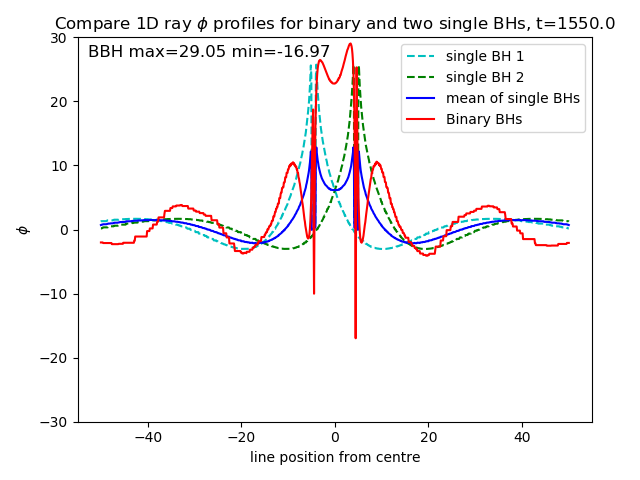 Compare 1D ray ϕ profiles for binary and two single BHs, t=1550.0
BBH max=29.05 min=-16.97
single BH 1
single BH 2
mean of single BHs
Binary BHs
30
20
10
0
−10
−20
−30
ϕ
−40
−20
0
20
40
line position from centre